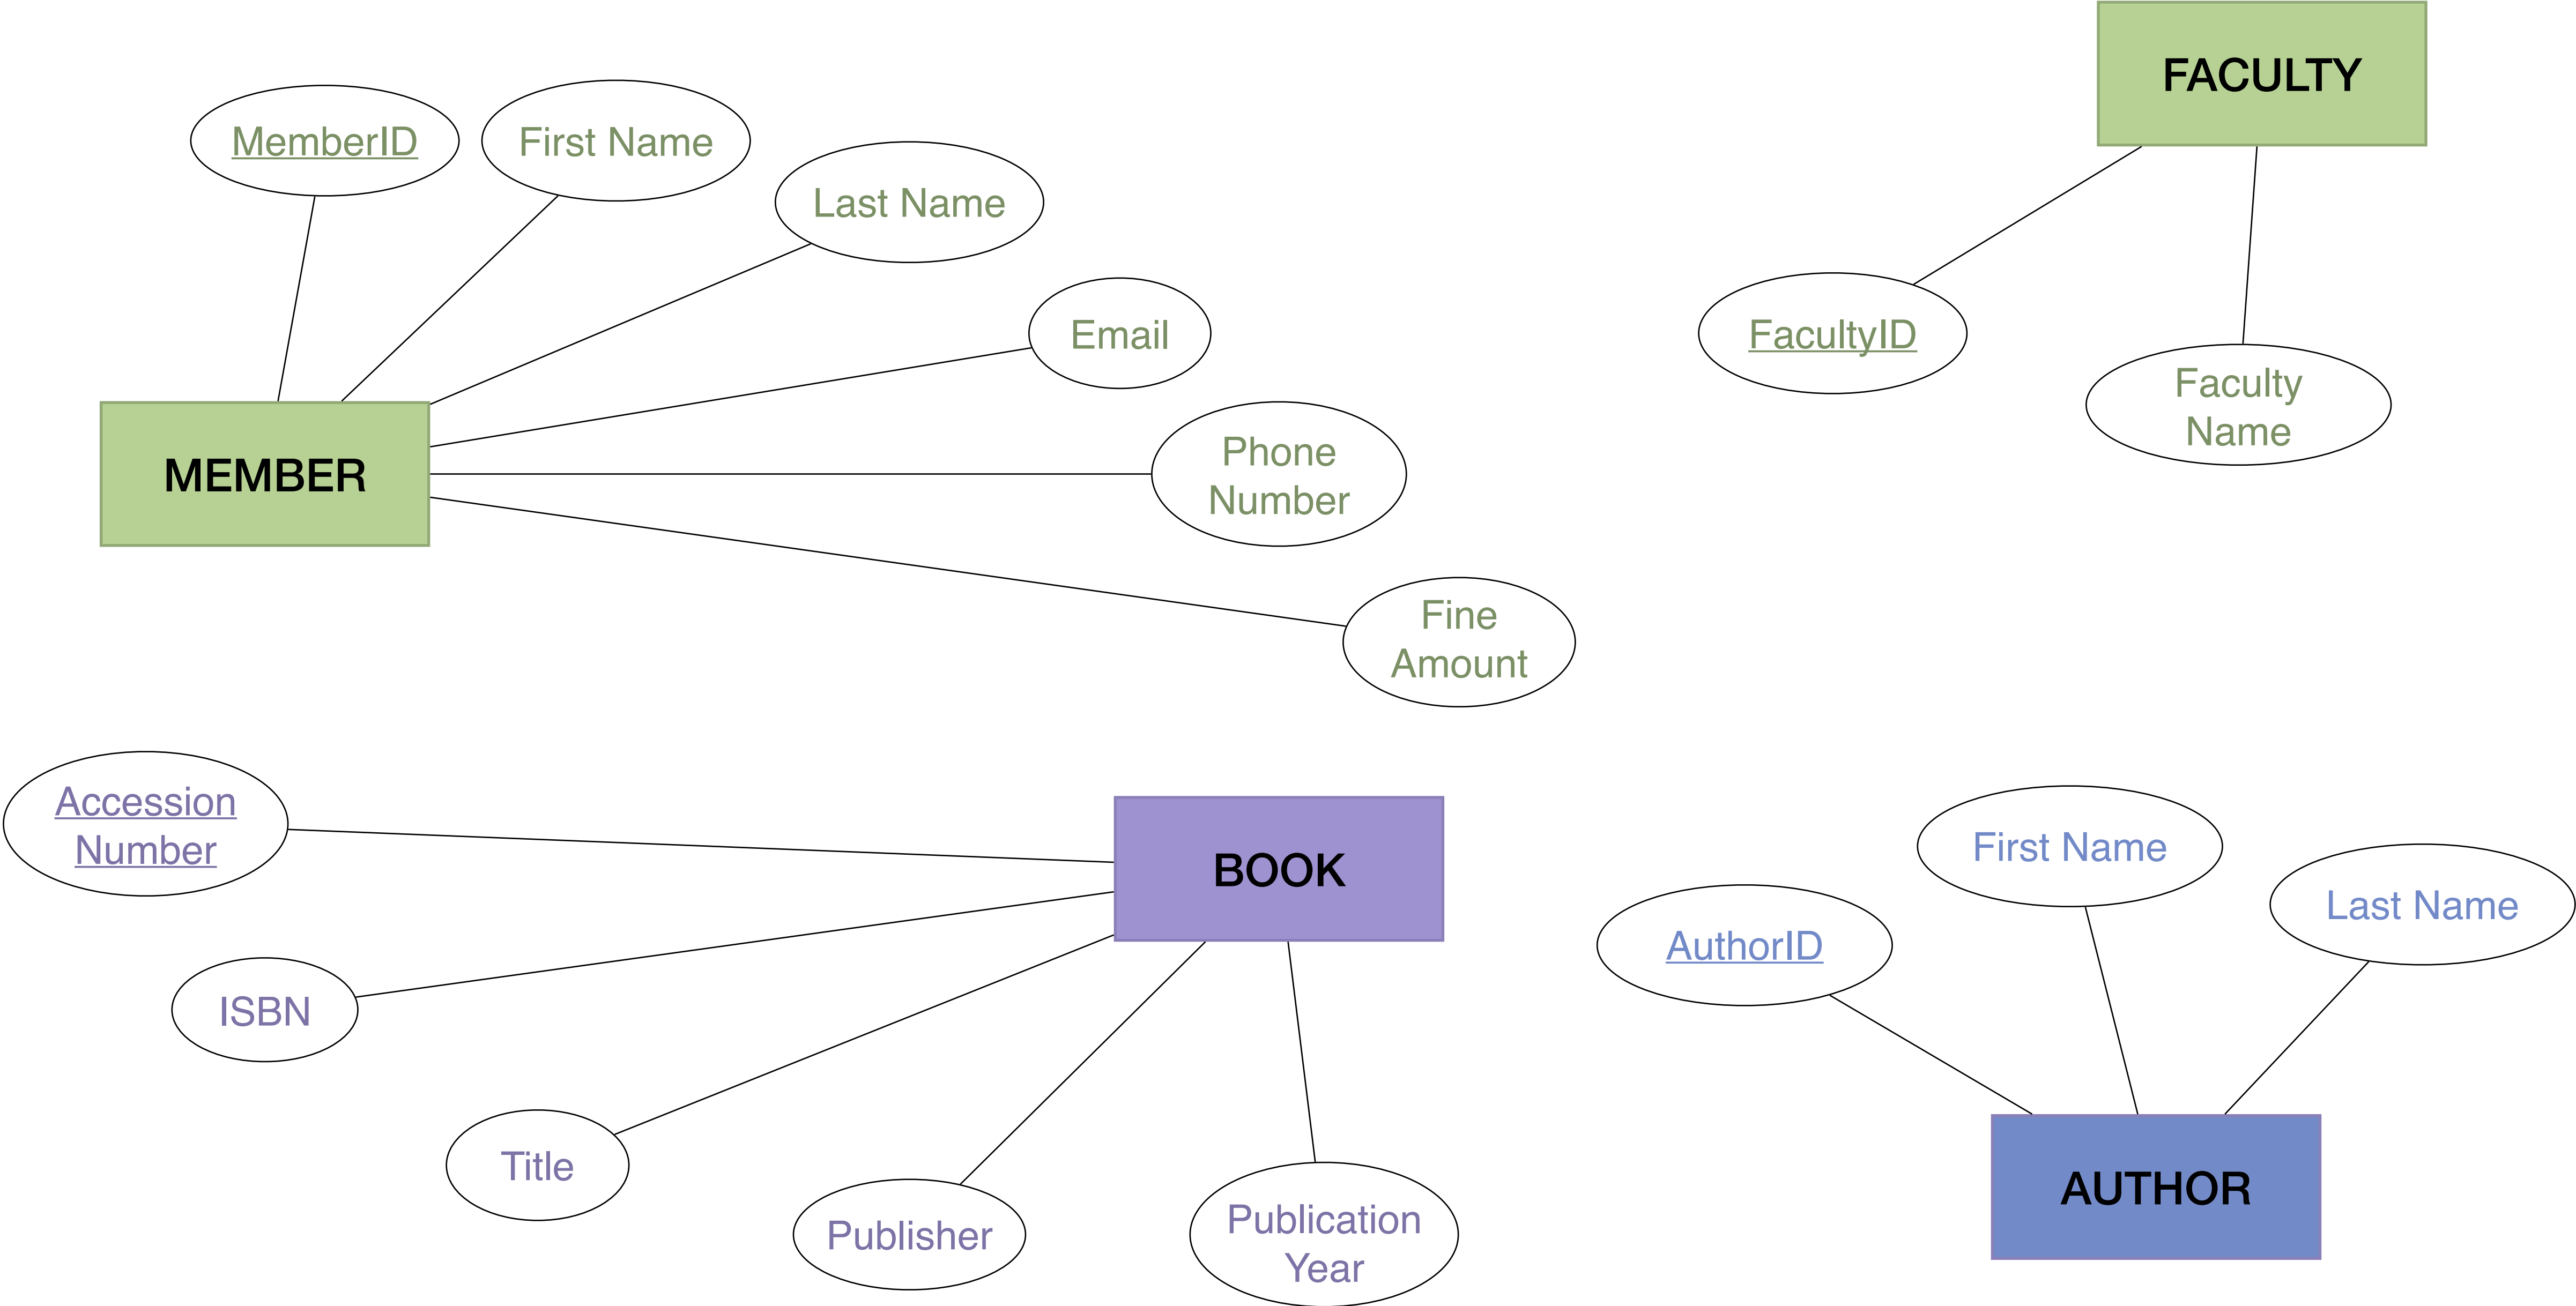 FACULTY
MemberID
First Name
Last Name
Email
FacultyID
Faculty
Name
MEMBER
Phone
Number
Fine
Amount
Accession
Number
BOOK
First Name
Last Name
AuthorID
ISBN
Title
Publisher
Publication
Year
AUTHOR